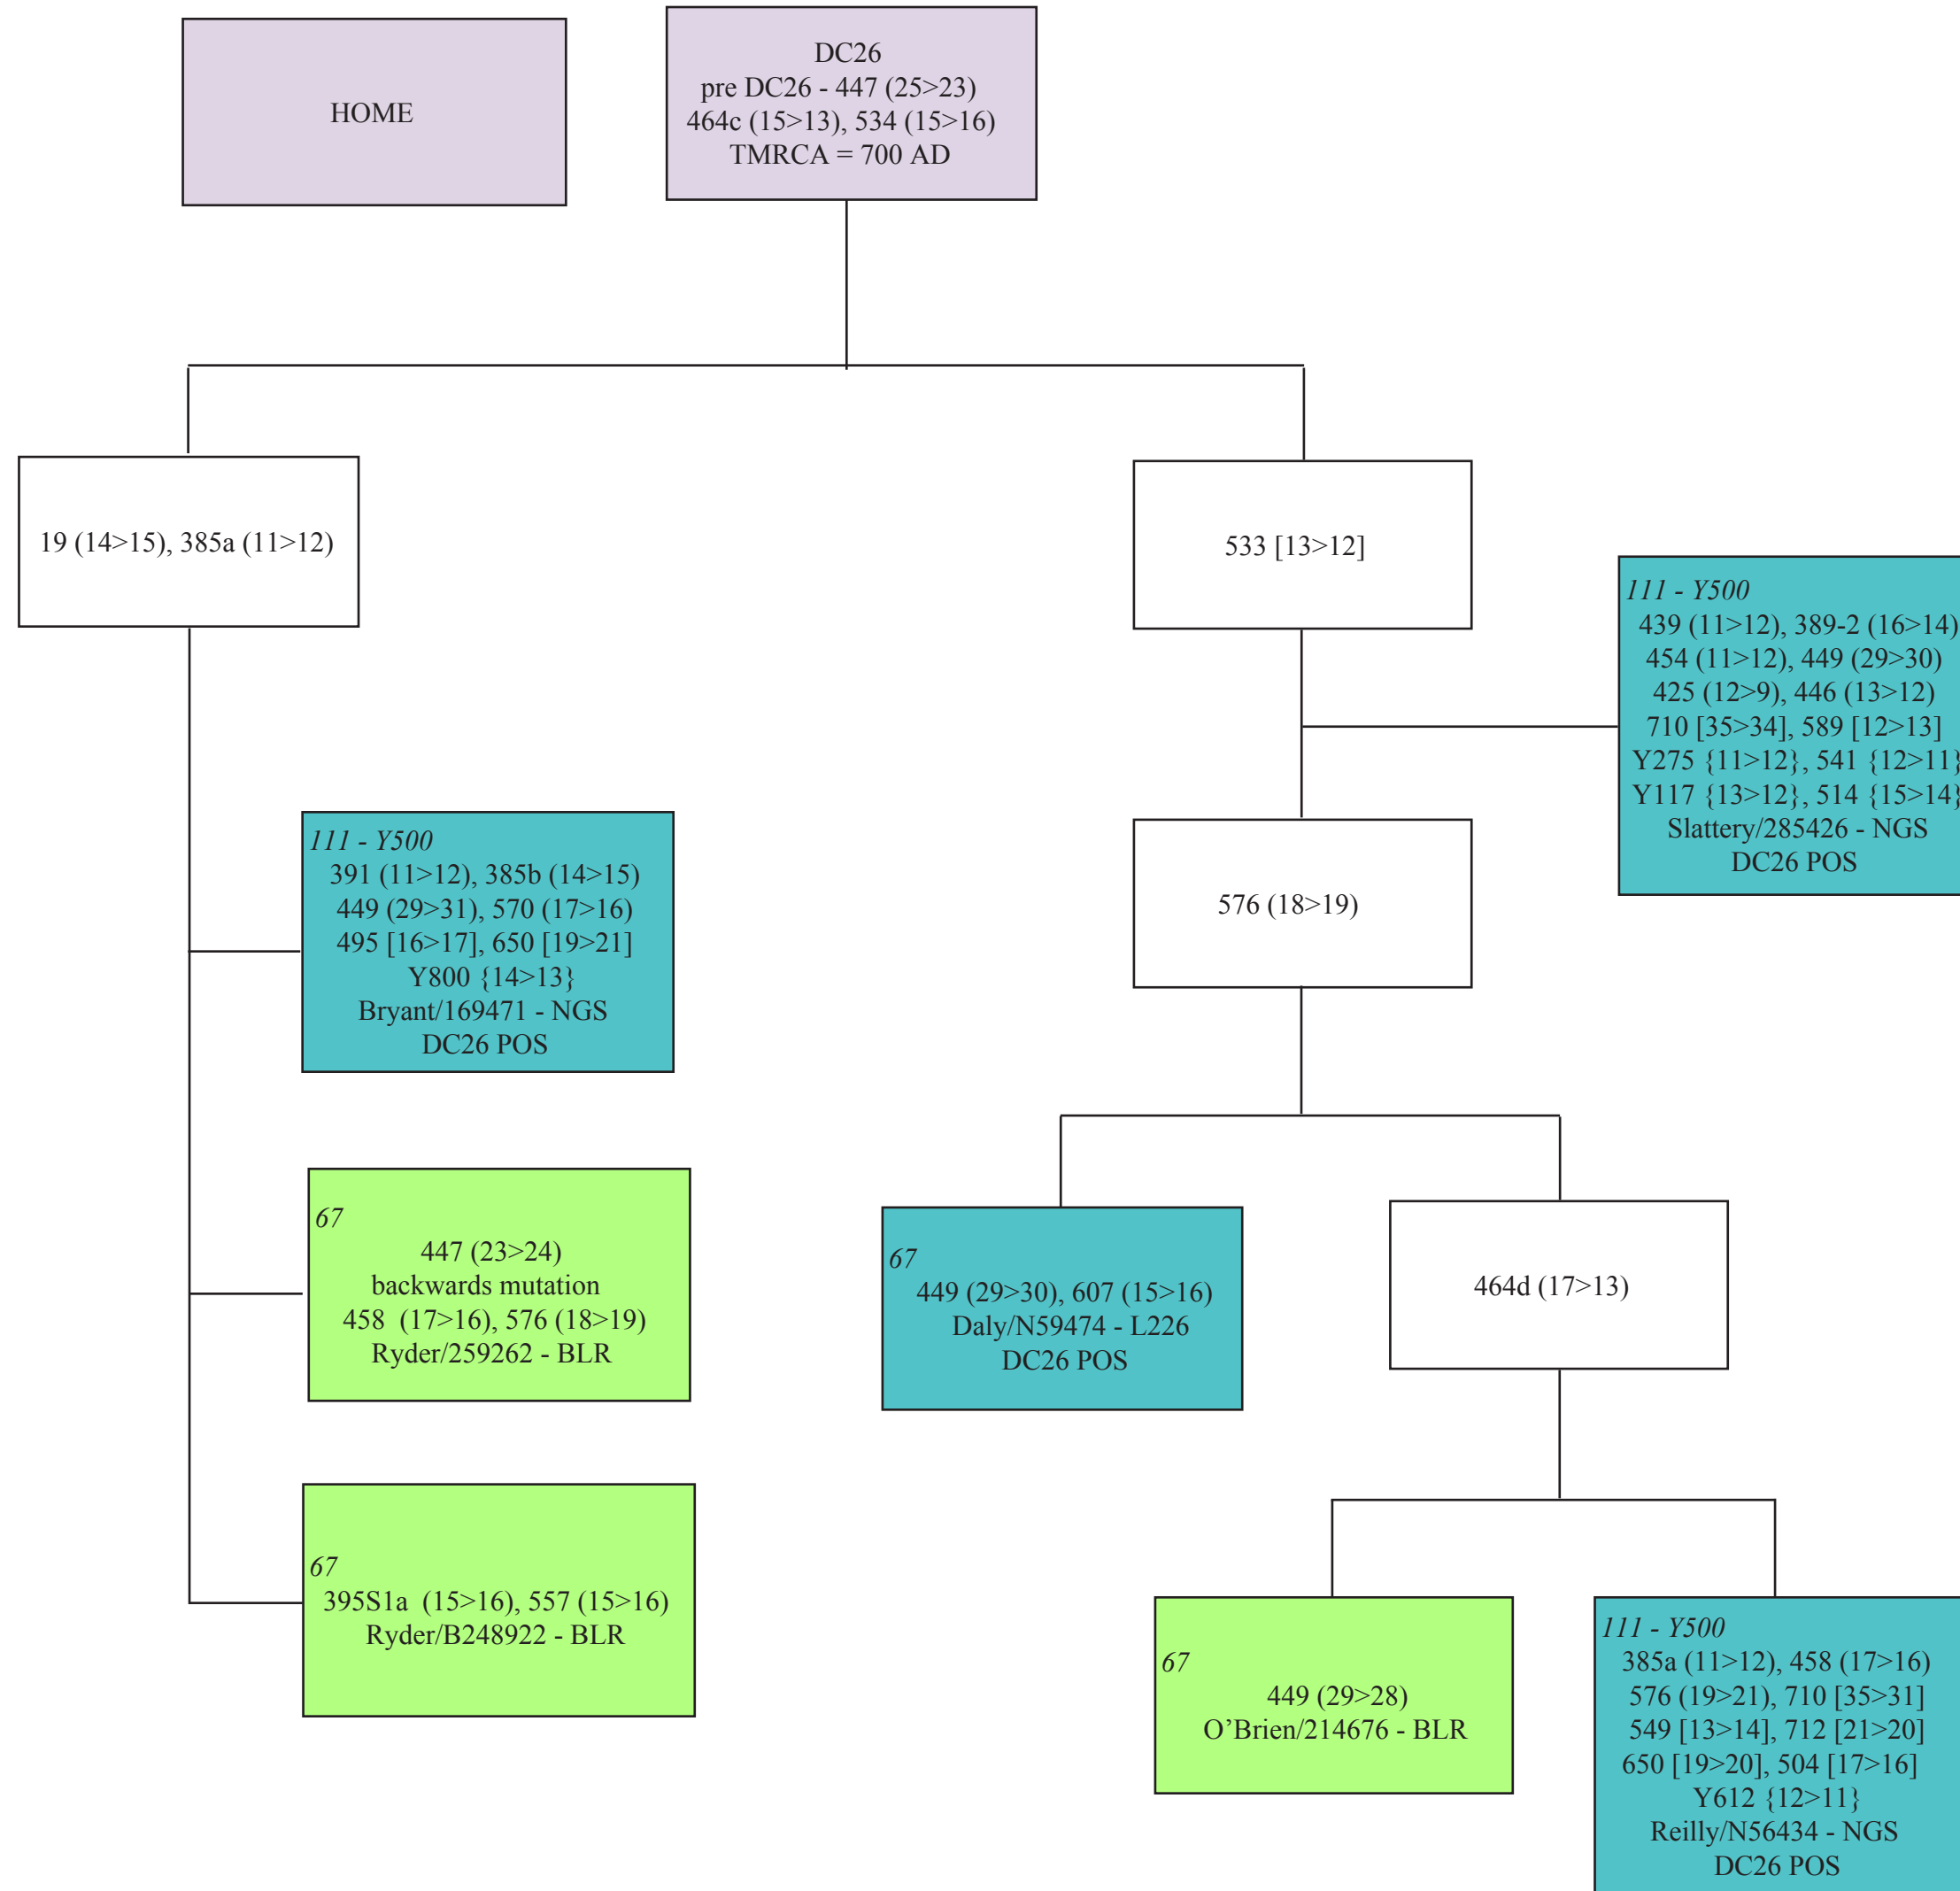 HOME
DC26
pre DC26 - 447 (25>23)
464c (15>13), 534 (15>16)
TMRCA = 700 AD
19 (14>15), 385a (11>12)
533 [13>12]
111 - Y500
439 (11>12), 389-2 (16>14)
454 (11>12), 449 (29>30)
425 (12>9), 446 (13>12)
710 [35>34], 589 [12>13]
Y275 {11>12}, 541 {12>11}
Y117 {13>12}, 514 {15>14}
Slattery/285426 - NGS
DC26 POS
111 - Y500
391 (11>12), 385b (14>15)
449 (29>31), 570 (17>16)
495 [16>17], 650 [19>21]
Y800 {14>13}
Bryant/169471 - NGS
DC26 POS
576 (18>19)
67
447 (23>24)
backwards mutation
458  (17>16), 576 (18>19)
Ryder/259262 - BLR
67
449 (29>30), 607 (15>16)
Daly/N59474 - L226
DC26 POS
464d (17>13)
67
395S1a  (15>16), 557 (15>16)
Ryder/B248922 - BLR
67
449 (29>28)
O’Brien/214676 - BLR
111 - Y500
385a (11>12), 458 (17>16)
576 (19>21), 710 [35>31]
549 [13>14], 712 [21>20]
650 [19>20], 504 [17>16]
Y612 {12>11}
Reilly/N56434 - NGS
DC26 POS